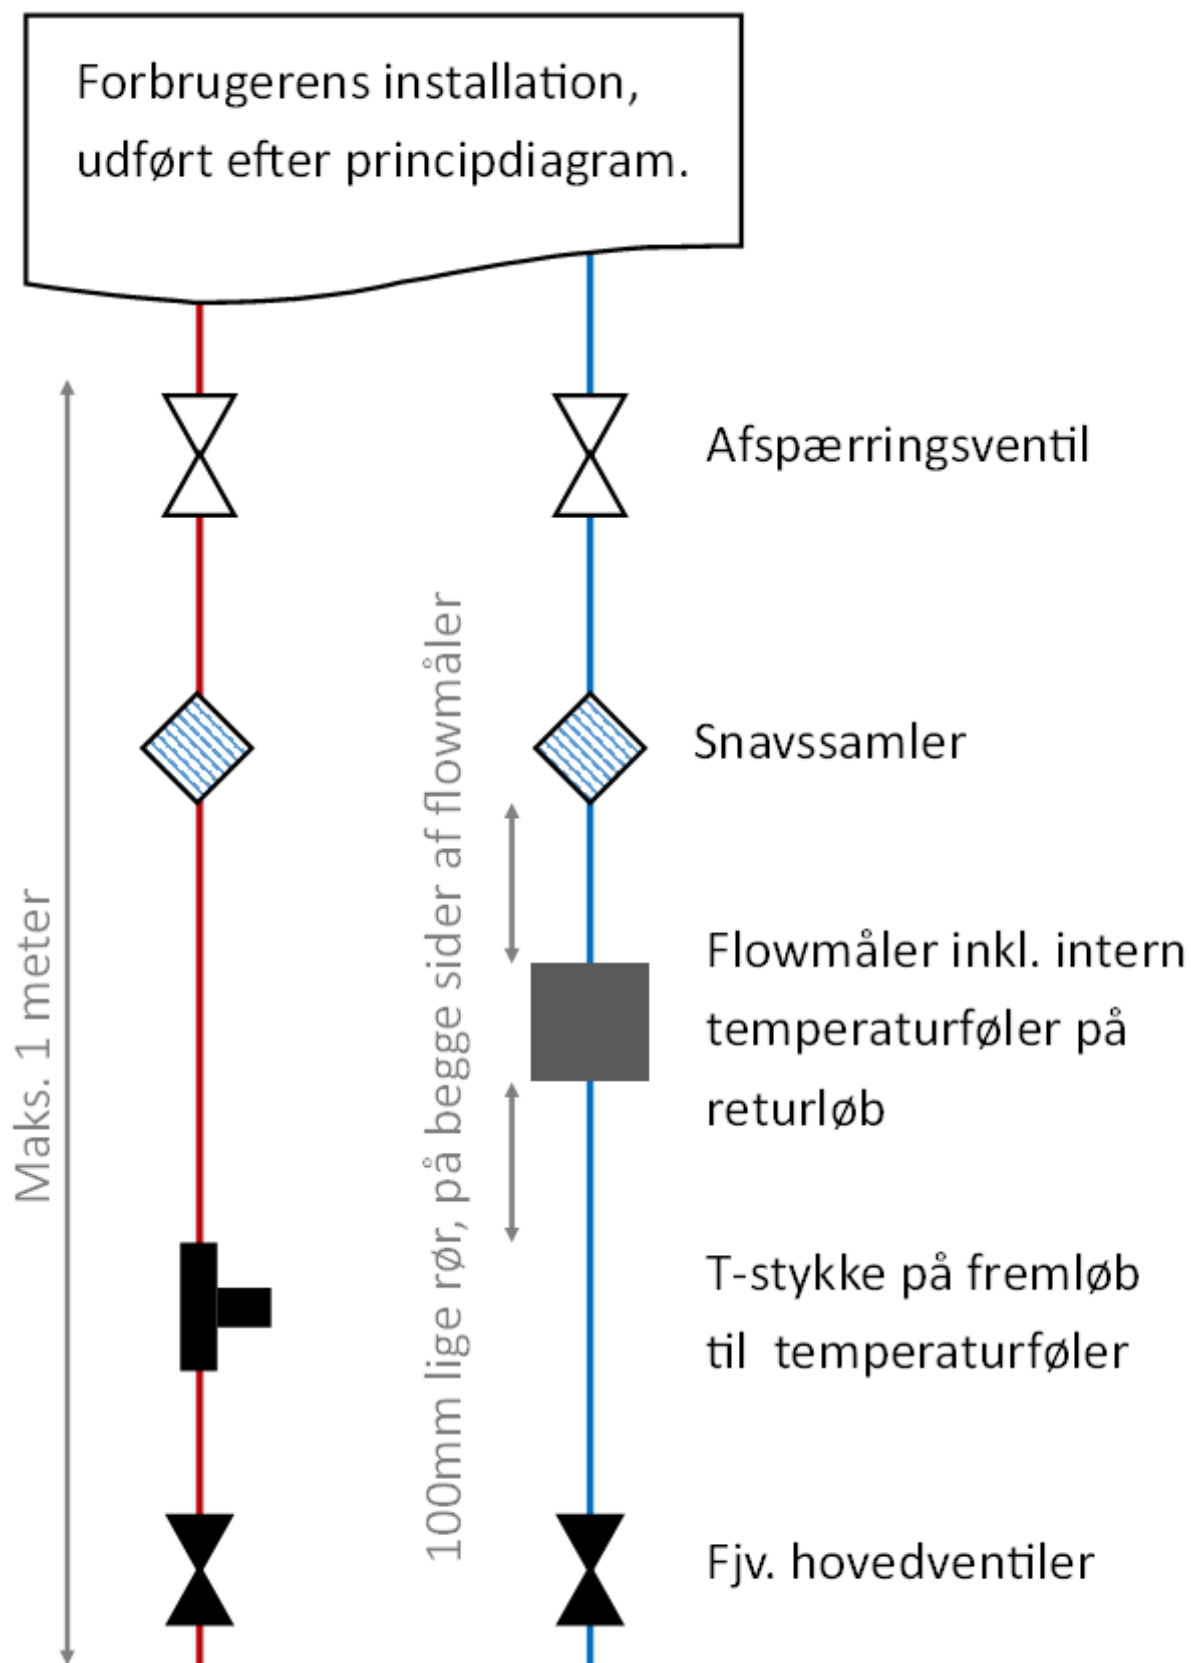 Forbrugerens installation,
udført efter principdiagram.
Afspærringsventil
Snavssamler
Maks. 1 meter
100mm lige rør, på begge sider af flowmåler
Flowmåler inkl. intern
temperaturføler på
returløb
T-stykke på fremløb
til  temperaturføler
Fjv. hovedventiler